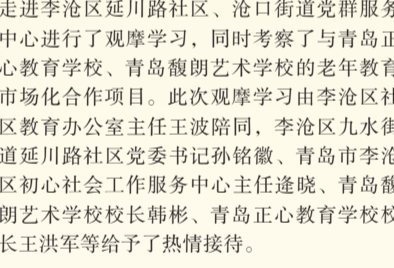 走进李沧区延川路社区、沧口街道党群服务
中心进行了观摩学习，同时考察了与青岛正
心教育学校、青岛馥朗艺术学校的老年教育
市场化合作项目。此次观摩学习由李沧区社
区教育办公室主任王波陪同，李沧区九水街
道延川路社区党委书记孙铭徽、青岛市李沧
区初心社会工作服务中心主任逄晓、青岛馥
朗艺术学校校长韩彬、青岛正心教育学校校
长王洪军等给予了热情接待。